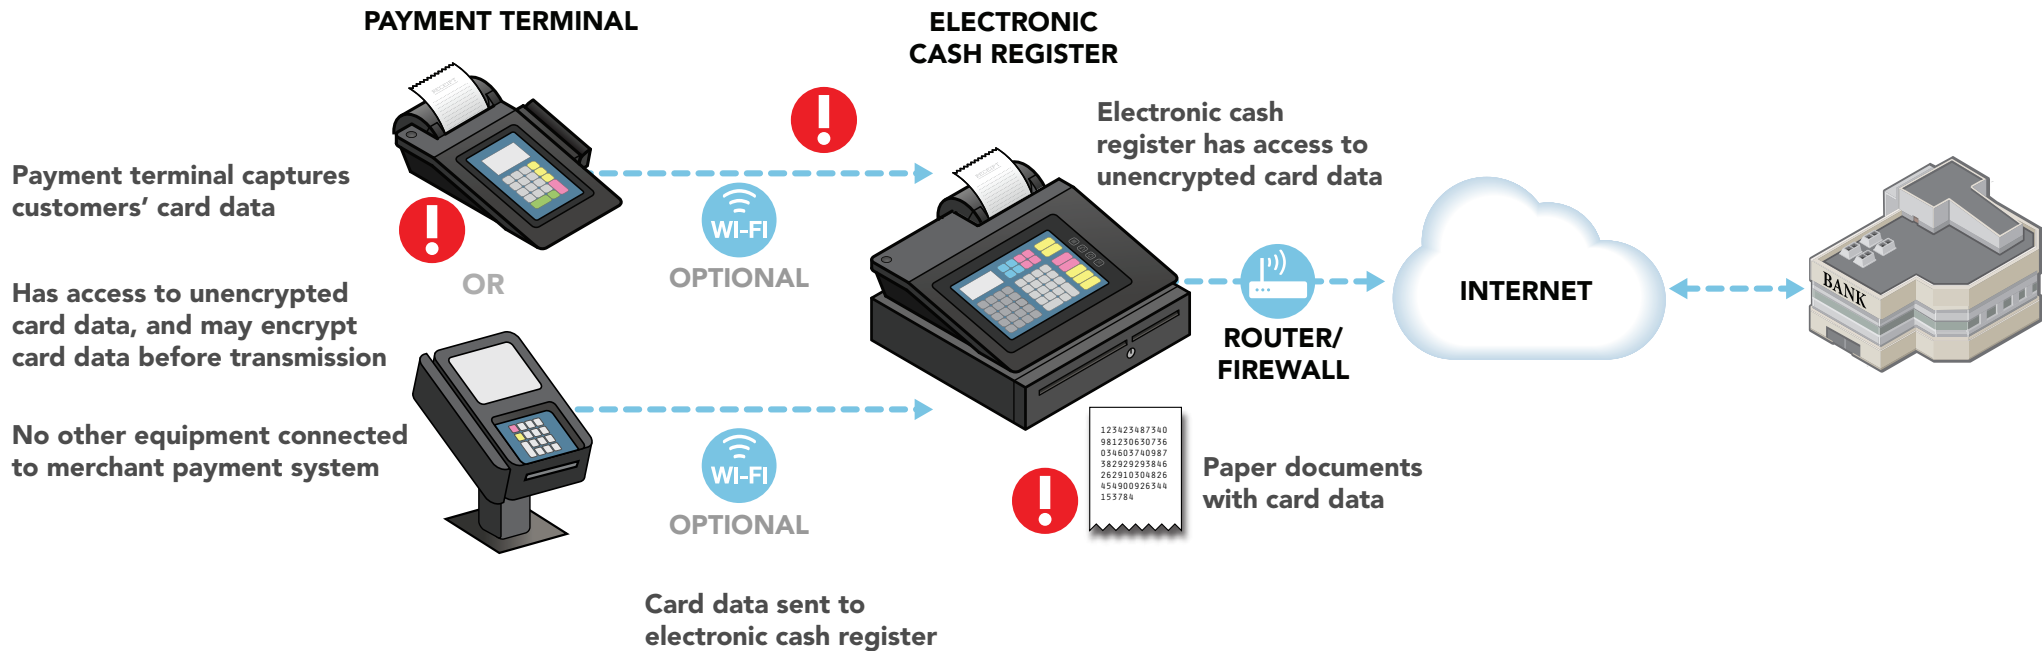 PAYMENT TERMINAL
ELECTRONIC
CASH REGISTER
Payment terminal captures
customers’ card data
Has access to unencrypted
card data, and may encrypt
card data before transmission
No other equipment connected
to merchant payment system
OR
WI-FI
OPTIONAL
WI-FI
OPTIONAL
Card data sent to
electronic cash register
Electronic cash
register has access to
unencrypted card data
ROUTER/
FIREWALL
123423487340
981230630736
034603740987
382929293846
262910304826
454900926344
153784
Paper documents
with card data
INTERNET
BANK